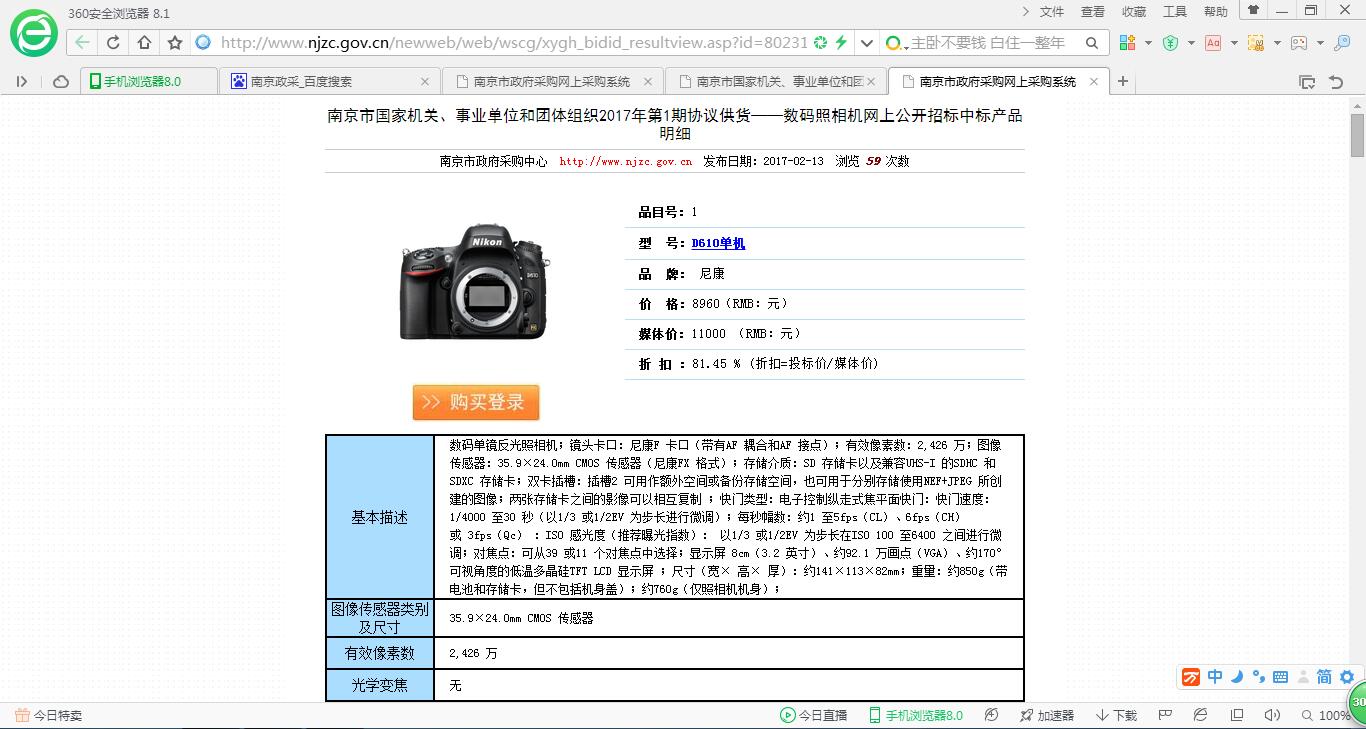 360安全浏览器 8.1
文件 查看 收藏 工具 帮助
http://www.njzc.gov.cn/newweb/web/wscg/xygh_bidid_resultview.asp?id=80231
主卧不要钱 白住一整年
手机浏览器8.0
南京政采_百度搜索
南京市政府采购网上采购系统
南京市国家机关、事业单位和团
南京市政府采购网上采购系统
南京市国家机关、事业单位和团体组织2017年第1期协议供货——数码照相机网上公开招标中标产品
明细
南京市政府采购中心 http://www.njzc.gov.cn 发布日期：2017-02-13 浏览 59 次数
Nikon
D610
品目号：1
型 号：D610单机
品 牌： 尼康
价 格：8960（RMB：元）
媒体价：11000 （RMB：元）
折 扣 ：81.45 % (折扣=投标价/媒体价)
>> 购买登录
基本描述
数码单镜反光照相机；镜头卡口：尼康F 卡口（带有AF 耦合和AF 接点）；有效像素数：2,426 万；图像
传感器：35.9×24.0mm CMOS 传感器（尼康FX 格式）；存储介质：SD 存储卡以及兼容UHS-I 的SDHC 和
SDXC 存储卡；双卡插槽：插槽2 可用作额外空间或备份存储空间，也可用于分别存储使用NEF+JPEG 所创
建的图像；两张存储卡之间的影像可以相互复制 ；快门类型：电子控制纵走式焦平面快门：快门速度：
1/4000 至30 秒（以1/3 或1/2EV 为步长进行微调）；每秒幅数：约1 至5fps（CL）、6fps（CH）
或 3fps（Qc） ：ISO 感光度（推荐曝光指数）： 以1/3 或1/2EV 为步长在ISO 100 至6400 之间进行微
调；对焦点：可从39 或11 个对焦点中选择；显示屏 8cm（3.2 英寸）、约92.1 万画点（VGA）、约170°
可视角度的低温多晶硅TFT LCD 显示屏 ；尺寸（宽× 高× 厚）：约141×113×82mm；重量：约850g（带
电池和存储卡，但不包括机身盖）；约760g（仅照相机机身）；
图像传感器类别
及尺寸
35.9×24.0mm CMOS 传感器
有效像素数
2,426 万
光学变焦
无
中
简
今日特卖
今日直播
手机浏览器8.0
加速器
下载
100%
30